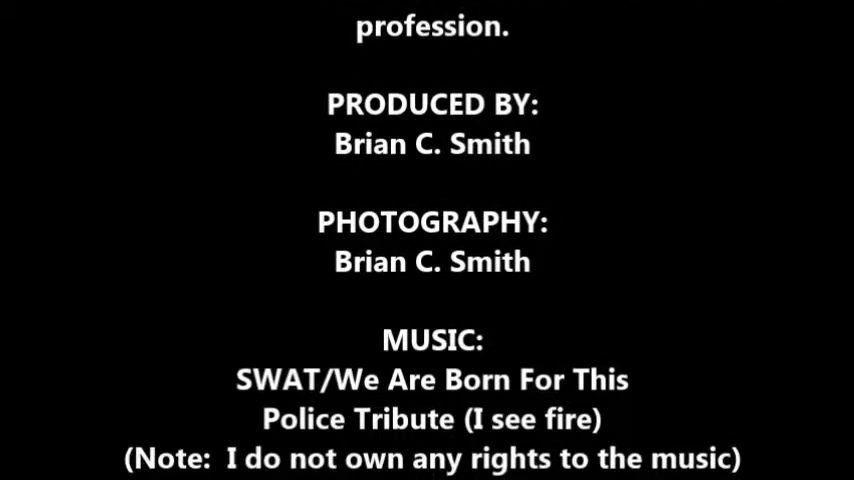 profession.
PRODUCED BY:
Brian C. Smith
PHOTOGRAPHY:
Brian C. Smith
MUSIC:
SWAT/We Are Born For This
Police Tribute (I see fire)
(Note:  I do not own any rights to the music)